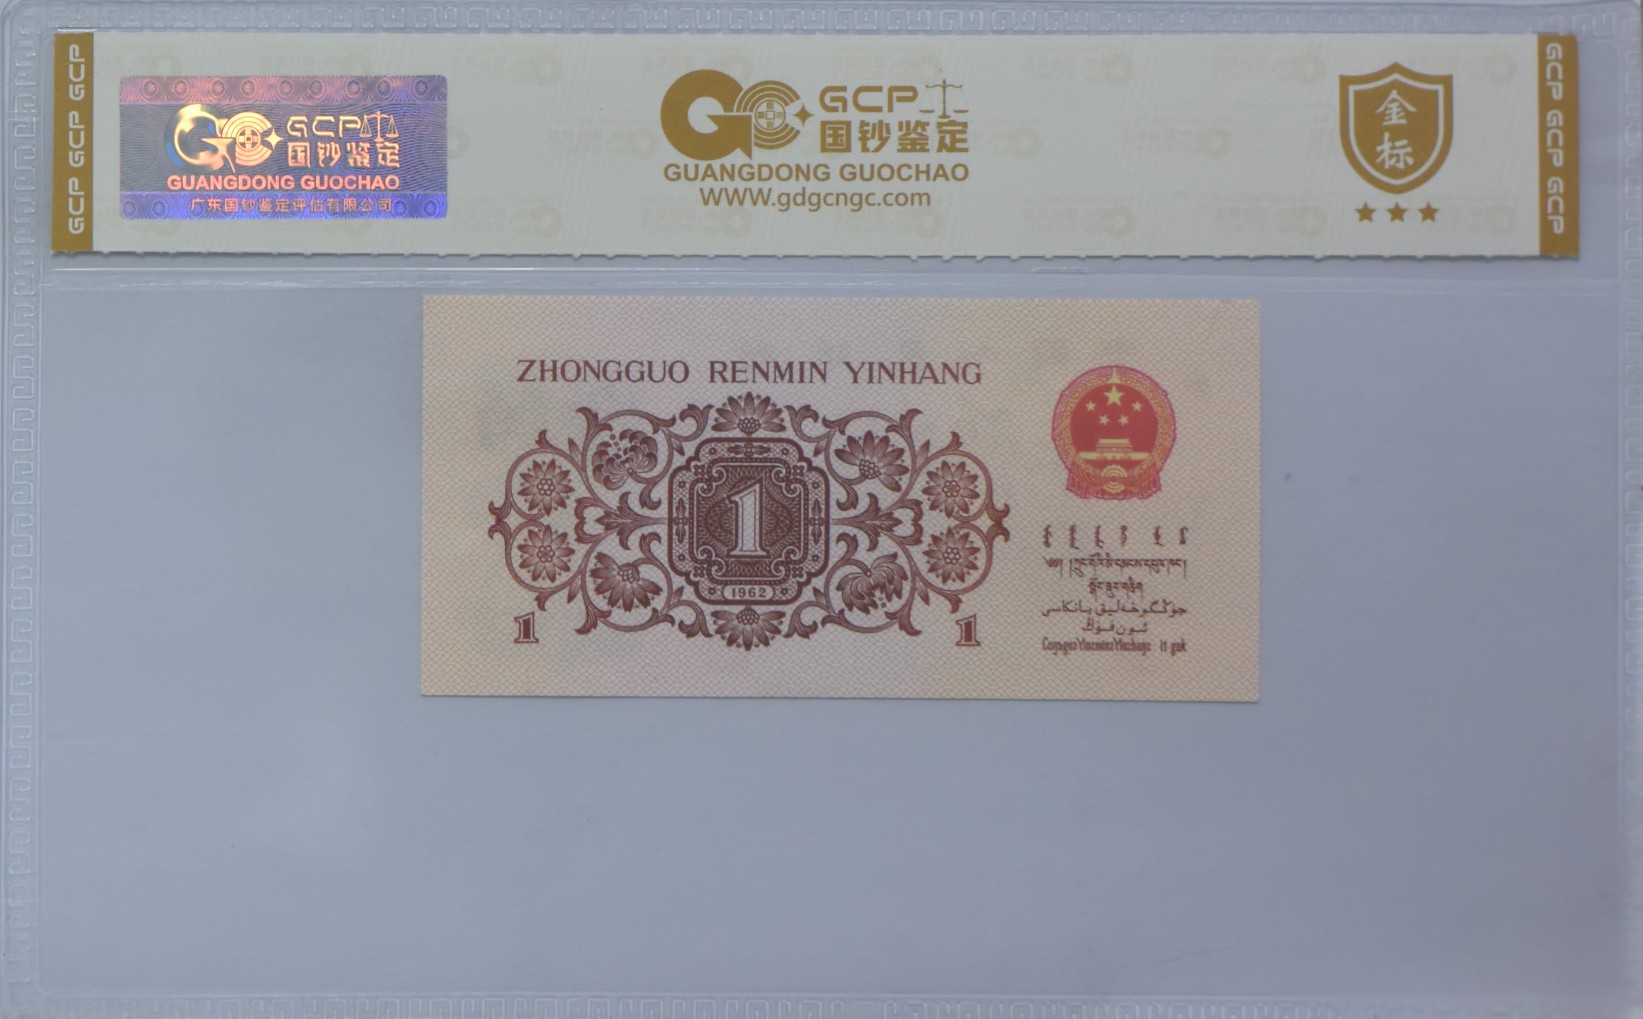 GCP GCP GCP
GCP 国钞鉴定
GUANGDONG GUOCHAO
广东国钞鉴定评估有限公司
GCP
国钞鉴定
GUANGDONG GUOCHAO
WWW.gdgcngc.com
金标
GCP GCP GCP
ZHONGGUO RENMIN YINHANG
1
1962
1
1